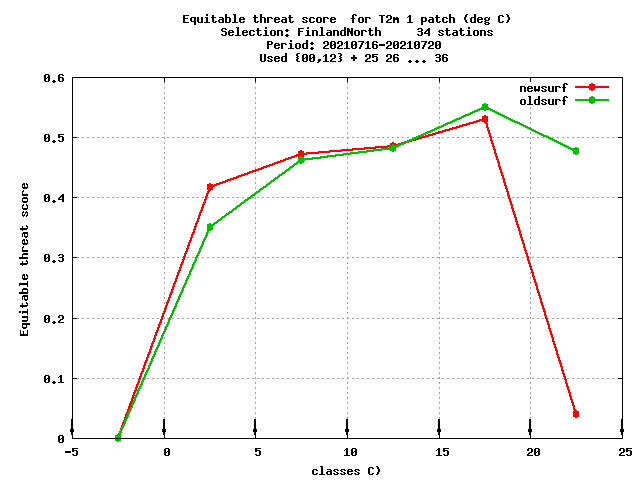 Equitable threat score  for T2m 1 patch (deg C)
Selection: FinlandNorth     34 stations
Period: 20210716-20210720
Used {00,12} + 25 26 ... 36
newsurf
oldsurf
Equitable threat score
0.6
0.5
0.4
0.3
0.2
0.1
0
-5 0 5 10 15 20 25
classes C)